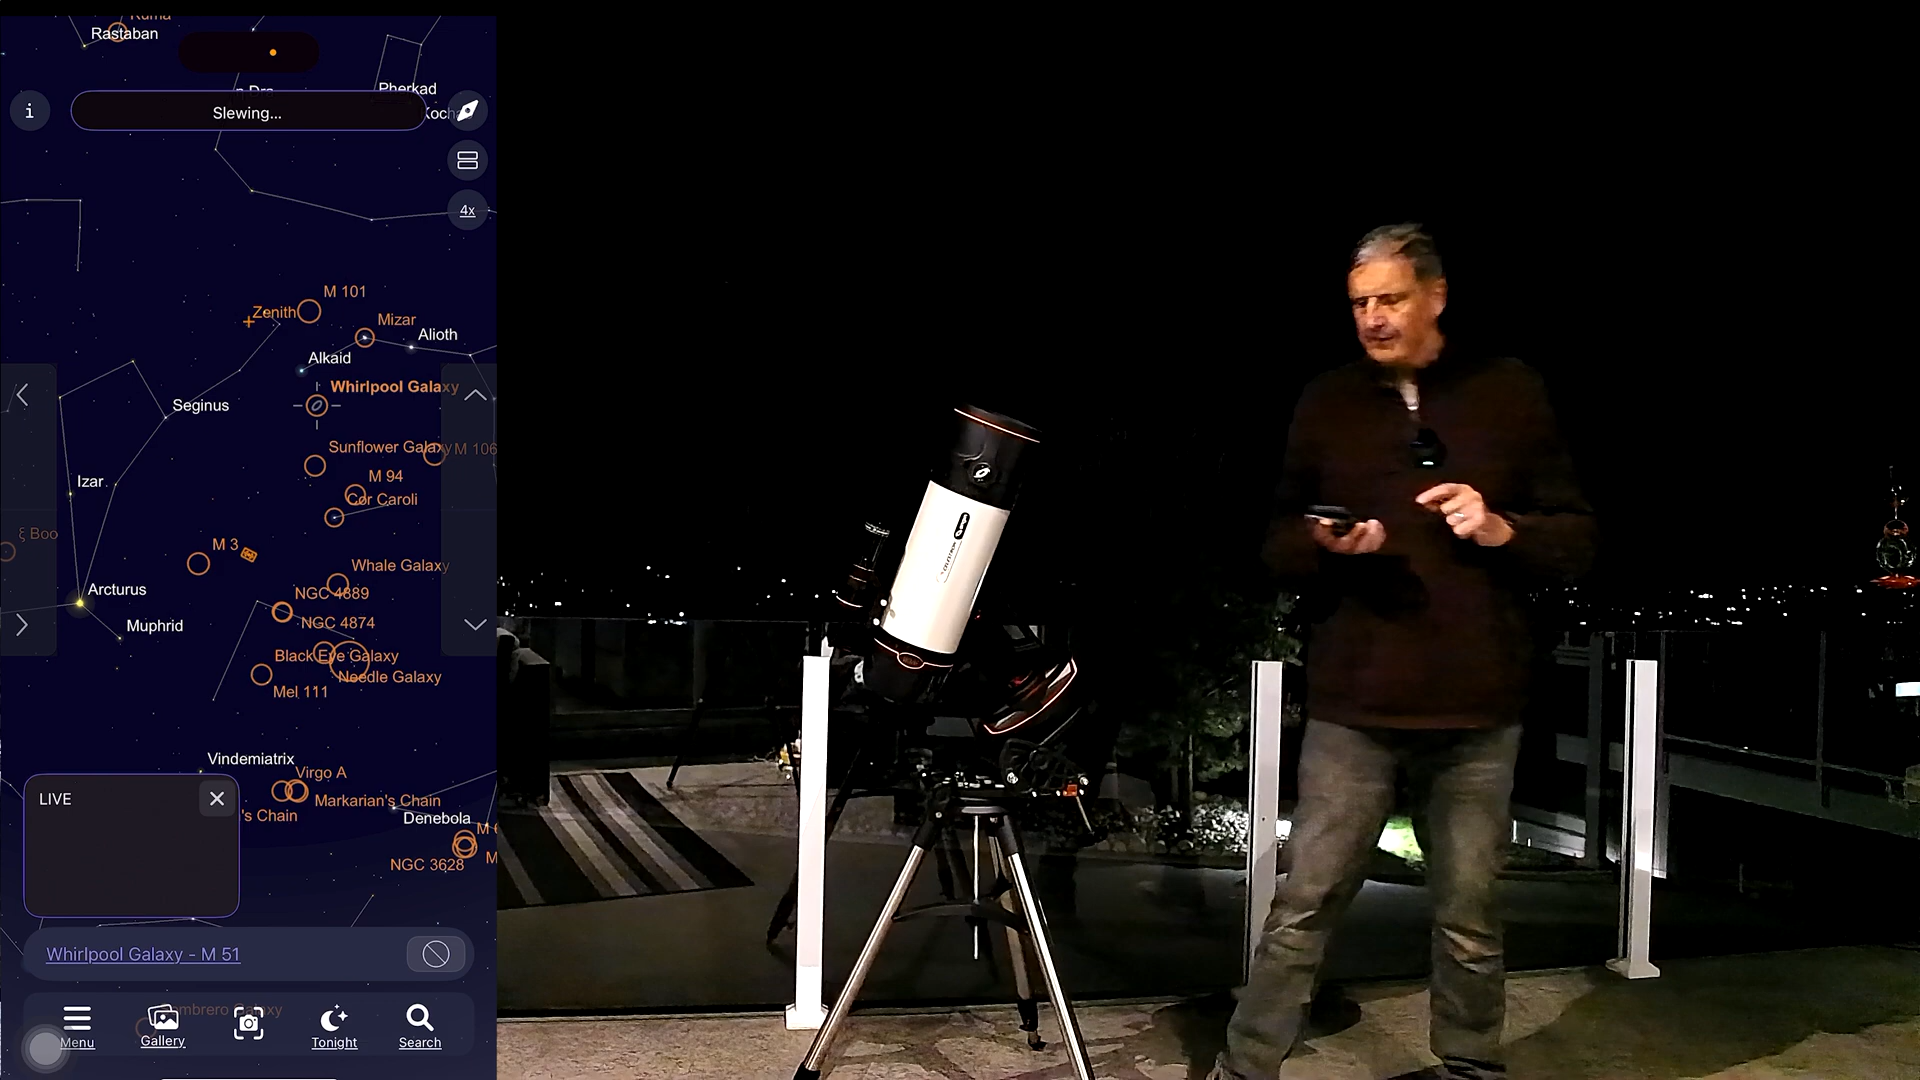 Ruma
Rastaban
Pherkad
Koch
Slewing...
4x
M 101
Zenith
Mizar
Alioth
Alkaid
Whirlpool Galaxy
Seginus
Sunflower Galaxy
M 106
M 94
Cor Caroli
Izar
ξ Boo
M 3
Whale Galaxy
Arcturus
NGC 4889
NGC 4874
Muphrid
Black Eye Galaxy
Needle Galaxy
Mel 111
Vindemiatrix
Virgo A
LIVE
Markarian's Chain
's Chain
Denebola
NGC 3628
Whirlpool Galaxy - M 51
Menu
Gallery
Tonight
Search